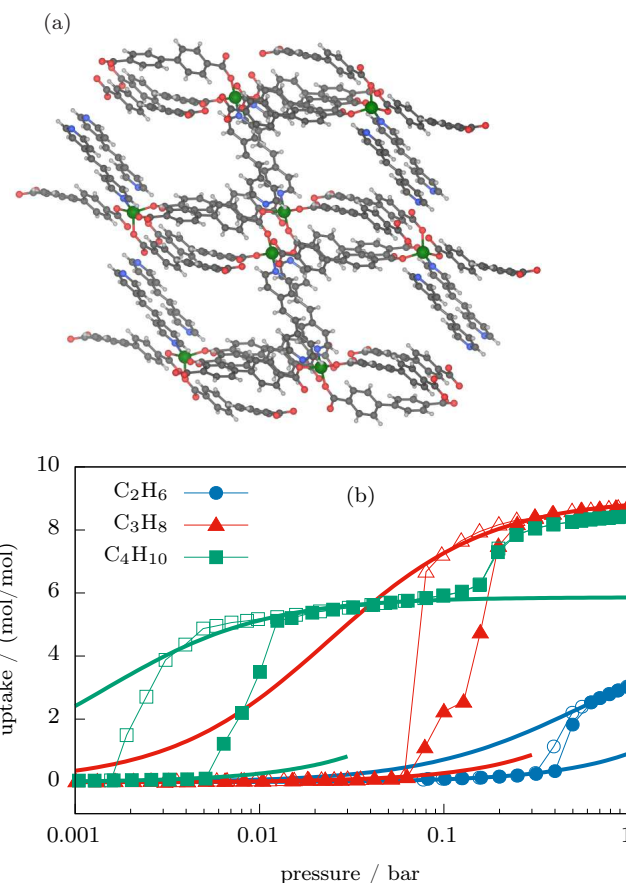 (a)
10
8
6
4
2
0
uptake / (mol/mol)
(b)
C₂H₆
C₃H₈
C₄H₁₀
0.001
0.01
0.1
1
pressure / bar